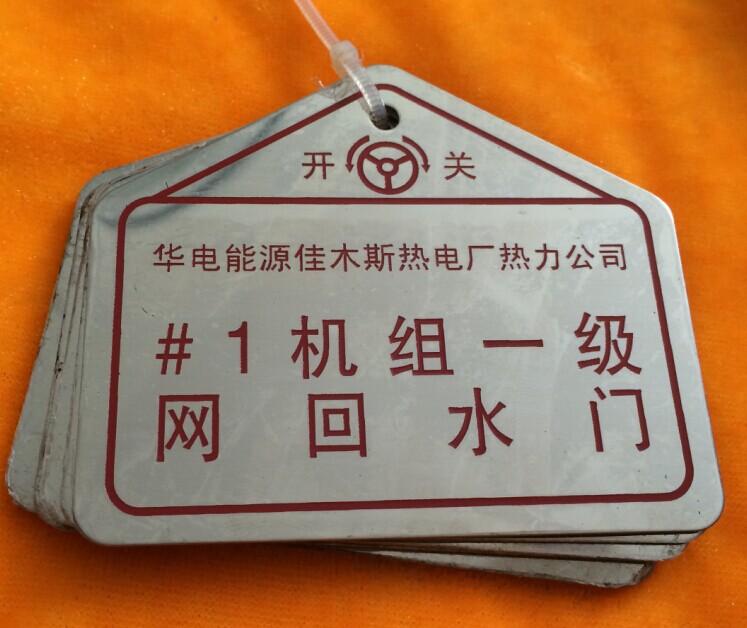 开 关
华电能源佳木斯热电厂热力公司
#1机组一级
网回水门